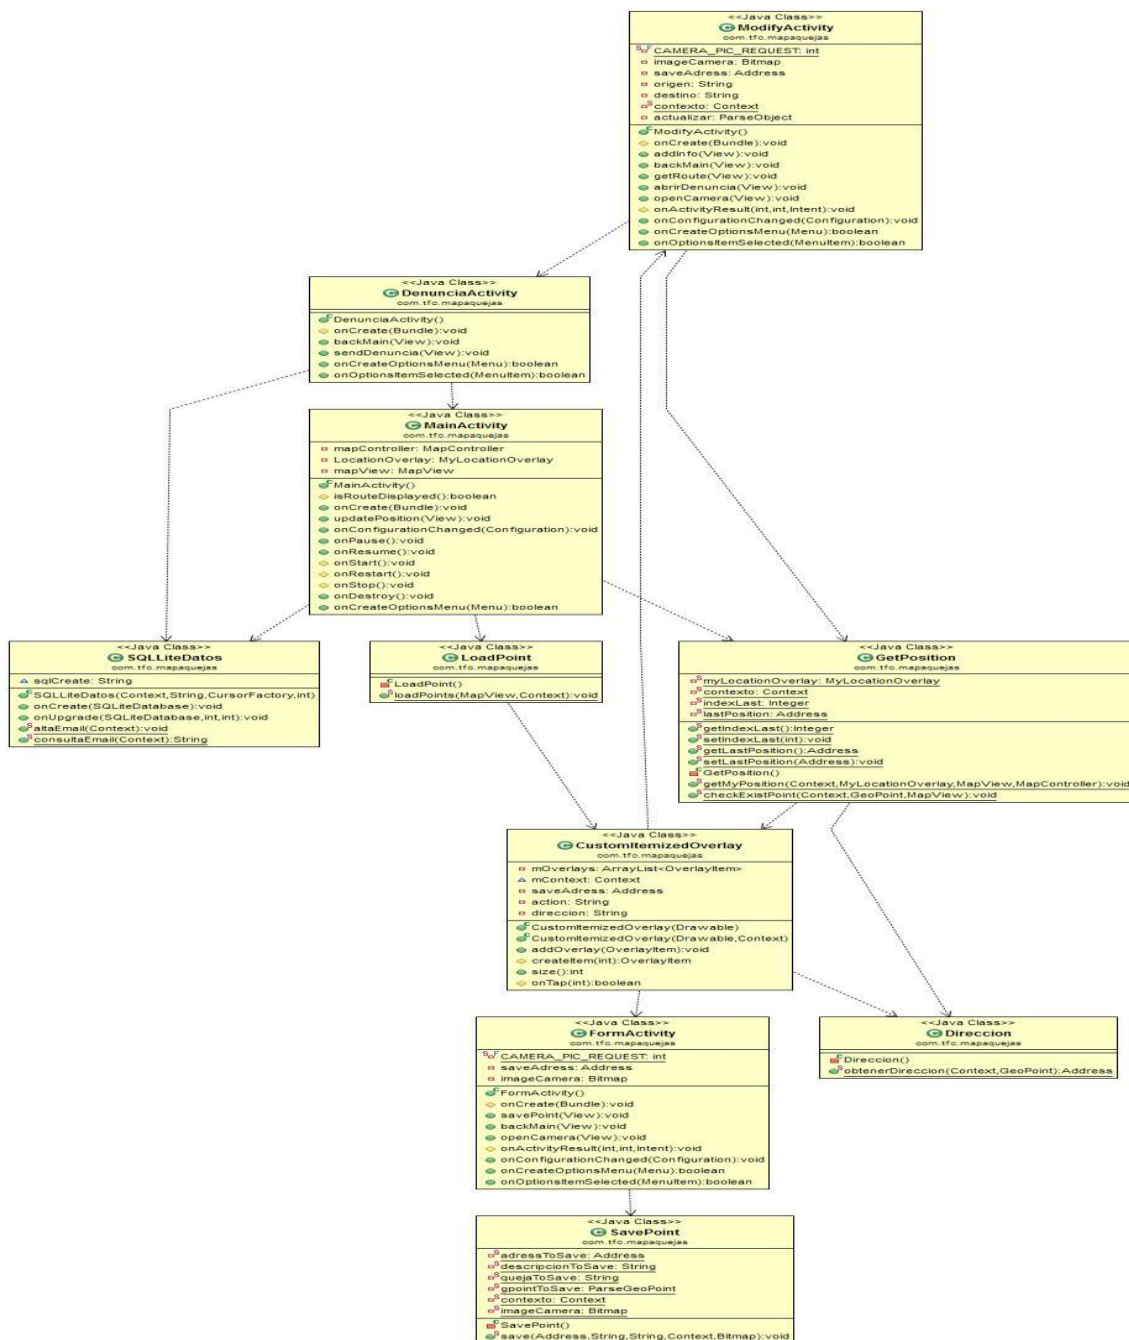 <<Java Class>>
ModifyActivity
com.tfc.mapaquejas
CAMERA_PIC_REQUEST: int
imageCamera: Bitmap
saveAdress: Address
origen: String
destino: String
contexto: Context
actualizar: ParseObject
ModifyActivity()
onCreate(Bundle):void
addInfo(View):void
backMain(View):void
getRoute(View):void
abrirDenuncia(View):void
openCamera(View):void
onActivityResult(int,int,Intent):void
onConfigurationChanged(Configuration):void
onCreateOptionsMenu(Menu):boolean
onOptionsItemSelected(MenuItem):boolean
<<Java Class>>
DenunciaActivity
com.tfc.mapaquejas
DenunciaActivity()
onCreate(Bundle):void
backMain(View):void
sendDenuncia(View):void
onCreateOptionsMenu(Menu):boolean
onOptionsItemSelected(MenuItem):boolean
<<Java Class>>
MainActivity
com.tfc.mapaquejas
mapController: MapController
LocationOverlay: MyLocationOverlay
mapView: MapView
MainActivity()
isRouteDisplayed():boolean
onCreate(Bundle):void
updatePosition(View):void
onConfigurationChanged(Configuration):void
onPause():void
onResume():void
onStart():void
onRestart():void
onStop():void
onDestroy():void
onCreateOptionsMenu(Menu):boolean
<<Java Class>>
SQLLiteDatos
com.tfc.mapaquejas
sqlCreate: String
SQLLiteDatos(Context,String,CursorFactory,int)
onCreate(SQLiteDatabase):void
onUpgrade(SQLiteDatabase,int,int):void
altaEmail(Context):void
consultaEmail(Context):String
<<Java Class>>
LoadPoint
com.tfc.mapaquejas
LoadPoint()
loadPoints(MapView,Context):void
<<Java Class>>
GetPosition
com.tfc.mapaquejas
myLocationOverlay: MyLocationOverlay
contexto: Context
indexLast: Integer
lastPosition: Address
getIndexLast():Integer
setIndexLast(int):void
getLastPosition():Address
setLastPosition(Address):void
GetPosition()
getMyPosition(Context,MyLocationOverlay,MapView,MapController):void
checkExistPoint(Context,GeoPoint,MapView):void
<<Java Class>>
CustomItemizedOverlay
com.tfc.mapaquejas
mOverlays: ArrayList<OverlayItem>
mContext: Context
saveAdress: Address
action: String
direccion: String
CustomItemizedOverlay(Drawable)
CustomItemizedOverlay(Drawable,Context)
addOverlay(OverlayItem):void
createItem(int):OverlayItem
size():int
onTap(int):boolean
<<Java Class>>
FormActivity
com.tfc.mapaquejas
CAMERA_PIC_REQUEST: int
saveAdress: Address
imageCamera: Bitmap
FormActivity()
onCreate(Bundle):void
savePoint(View):void
backMain(View):void
openCamera(View):void
onActivityResult(int,int,Intent):void
onConfigurationChanged(Configuration):void
onCreateOptionsMenu(Menu):boolean
onOptionsItemSelected(MenuItem):boolean
<<Java Class>>
Direccion
com.tfc.mapaquejas
Direccion()
obtenerDireccion(Context,GeoPoint):Address
<<Java Class>>
SavePoint
com.tfc.mapaquejas
adressToSave: Address
descripcionToSave: String
quejaToSave: String
gpointToSave: ParseGeoPoint
contexto: Context
imageCamera: Bitmap
SavePoint()
save(Address,String,String,Context,Bitmap):void